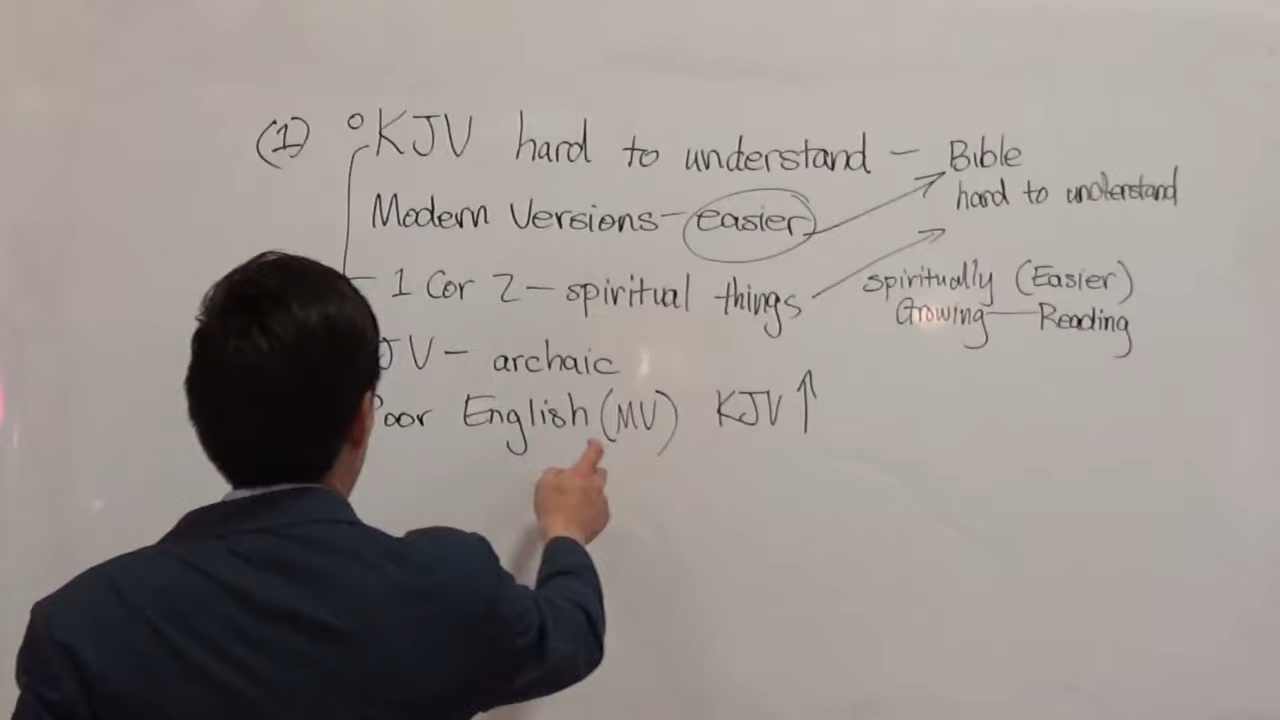 (1) KJV hard to understand - Bible
hard to understand
Modern Versions - easier
1 Cor 2 - spiritual things
spiritually (Easier)
Growing — Reading
JV - archaic
Poor English (MV) KJV ↑